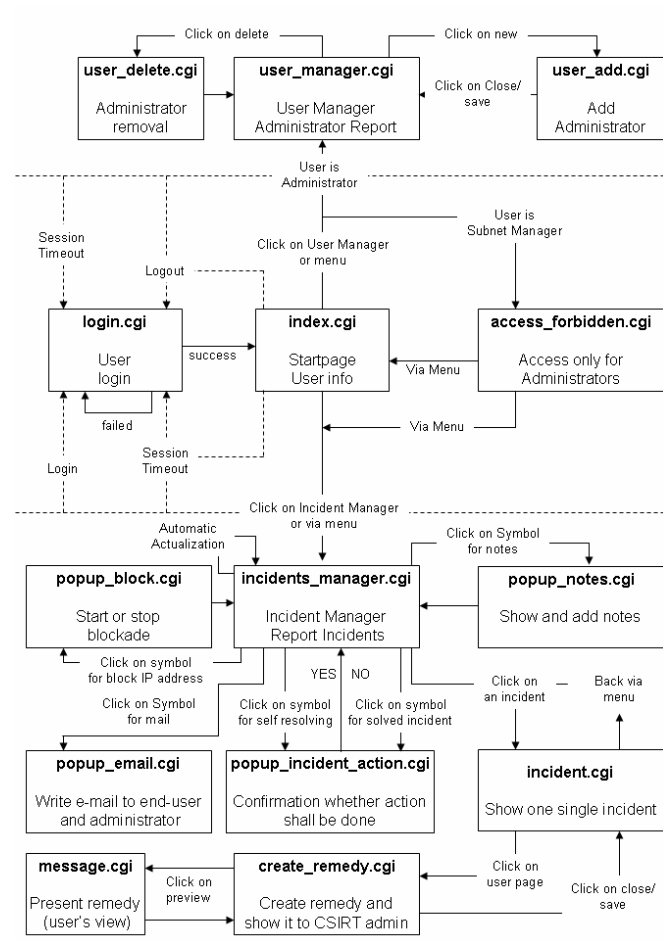 Click on delete
Click on new
user_delete.cgi
Administrator
removal
user_manager.cgi
User Manager
Administrator Report
Click on Close/
save
user_add.cgi
Add
Administrator
User is
Administrator
User is
Subnet Manager
Session
Timeout
Logout
Click on User Manager
or menu
login.cgi
User
login
success
failed
index.cgi
Startpage
User info
Via Menu
access_forbidden.cgi
Access only for
Administrators
Via Menu
Login
Session
Timeout
Click on Incident Manager
or via menu
Automatic
Actualization
Click on Symbol
for notes
popup_block.cgi
Start or stop
blockade
incidents_manager.cgi
Incident Manager
Report Incidents
popup_notes.cgi
Show and add notes
Click on symbol
for block IP address
YES
NO
Click on
an incident
Back via
menu
Click on Symbol
for mail
Click on symbol
for self resolving
Click on symbol
for solved incident
popup_email.cgi
Write e-mail to end-user
and administrator
popup_incident_action.cgi
Confirmation whether action
shall be done
incident.cgi
Show one single incident
message.cgi
Present remedy
(user's view)
Click on
preview
create_remedy.cgi
Create remedy and
show it to CSIRT admin
Click on
user page
Click on close/
save